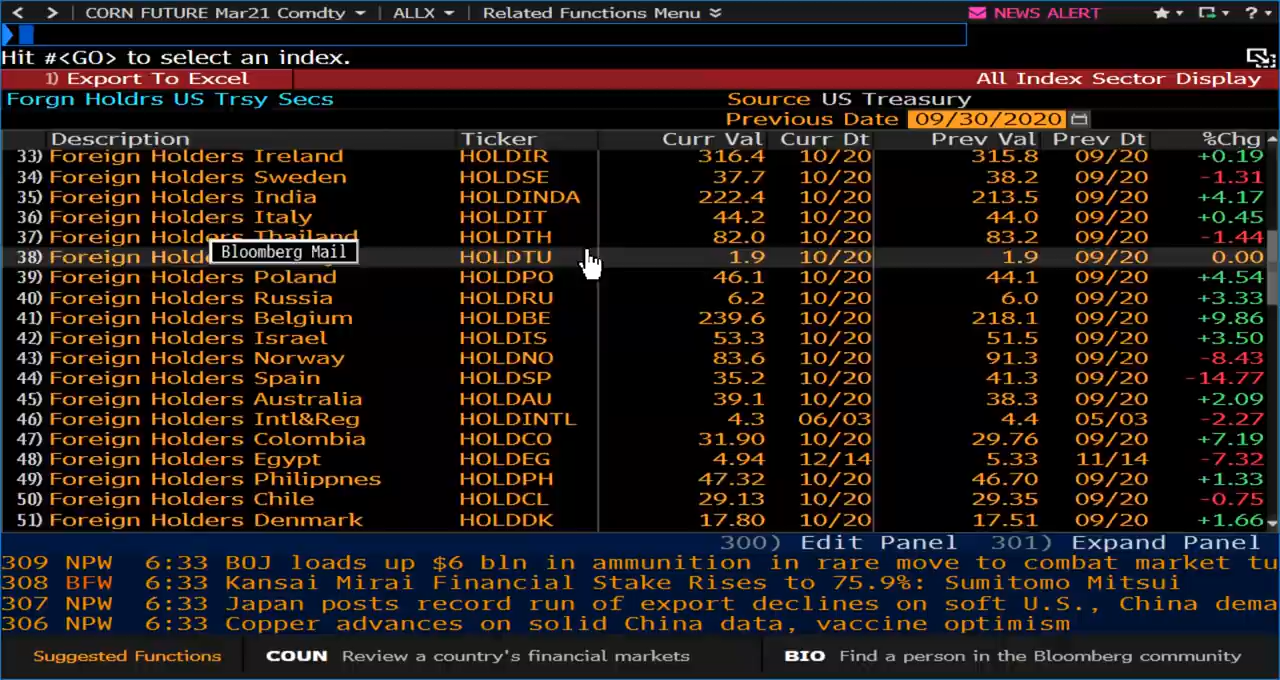 CORN FUTURE Mar21 Comdty ALLX Related Functions Menu NEWS ALERT ?
Hit #<GO> to select an index.
1) Export To Excel All Index Sector Display
Forgn Holdrs US Trsy Secs Source US Treasury
Previous Date 09/30/2020
Description Ticker Curr Val Curr Dt Prev Val Prev Dt %Chg
33) Foreign Holders Ireland HOLDIR 316.4 10/20 315.8 09/20 +0.19
34) Foreign Holders Sweden HOLDSE 37.7 10/20 38.2 09/20 -1.31
35) Foreign Holders India HOLDINDA 222.4 10/20 213.5 09/20 +4.17
36) Foreign Holders Italy HOLDIT 44.2 10/20 44.0 09/20 +0.45
37) Foreign Holders Thailand HOLDTH 82.0 10/20 83.2 09/20 -1.44
38) Foreign Hold Bloomberg Mail HOLDTU 1.9 10/20 1.9 09/20 0.00
39) Foreign Holders Poland HOLDPO 46.1 10/20 44.1 09/20 +4.54
40) Foreign Holders Russia HOLDRU 6.2 10/20 6.0 09/20 +3.33
41) Foreign Holders Belgium HOLDBE 239.6 10/20 218.1 09/20 +9.86
42) Foreign Holders Israel HOLDIS 53.3 10/20 51.5 09/20 +3.50
43) Foreign Holders Norway HOLDNO 83.6 10/20 91.3 09/20 -8.43
44) Foreign Holders Spain HOLDSP 35.2 10/20 41.3 09/20 -14.77
45) Foreign Holders Australia HOLDAU 39.1 10/20 38.3 09/20 +2.09
46) Foreign Holders Intl&Reg HOLDINTL 4.3 06/03 4.4 05/03 -2.27
47) Foreign Holders Colombia HOLDCO 31.90 10/20 29.76 09/20 +7.19
48) Foreign Holders Egypt HOLDEG 4.94 12/14 5.33 11/14 -7.32
49) Foreign Holders Philippnes HOLDPH 47.32 10/20 46.70 09/20 +1.33
50) Foreign Holders Chile HOLDCL 29.13 10/20 29.35 09/20 -0.75
51) Foreign Holders Denmark HOLDDK 17.80 10/20 17.51 09/20 +1.66
300) Edit Panel 301) Expand Panel
309 NPW 6:33 BOJ loads up $6 bln in ammunition in rare move to combat market tu
308 BFW 6:33 Kansai Mirai Financial Stake Rises to 75.9%: Sumitomo Mitsui
307 NPW 6:33 Japan posts record run of export declines on soft U.S., China dema
306 NPW 6:33 Copper advances on solid China data, vaccine optimism
Suggested Functions COUN Review a country's financial markets BIO Find a person in the Bloomberg community